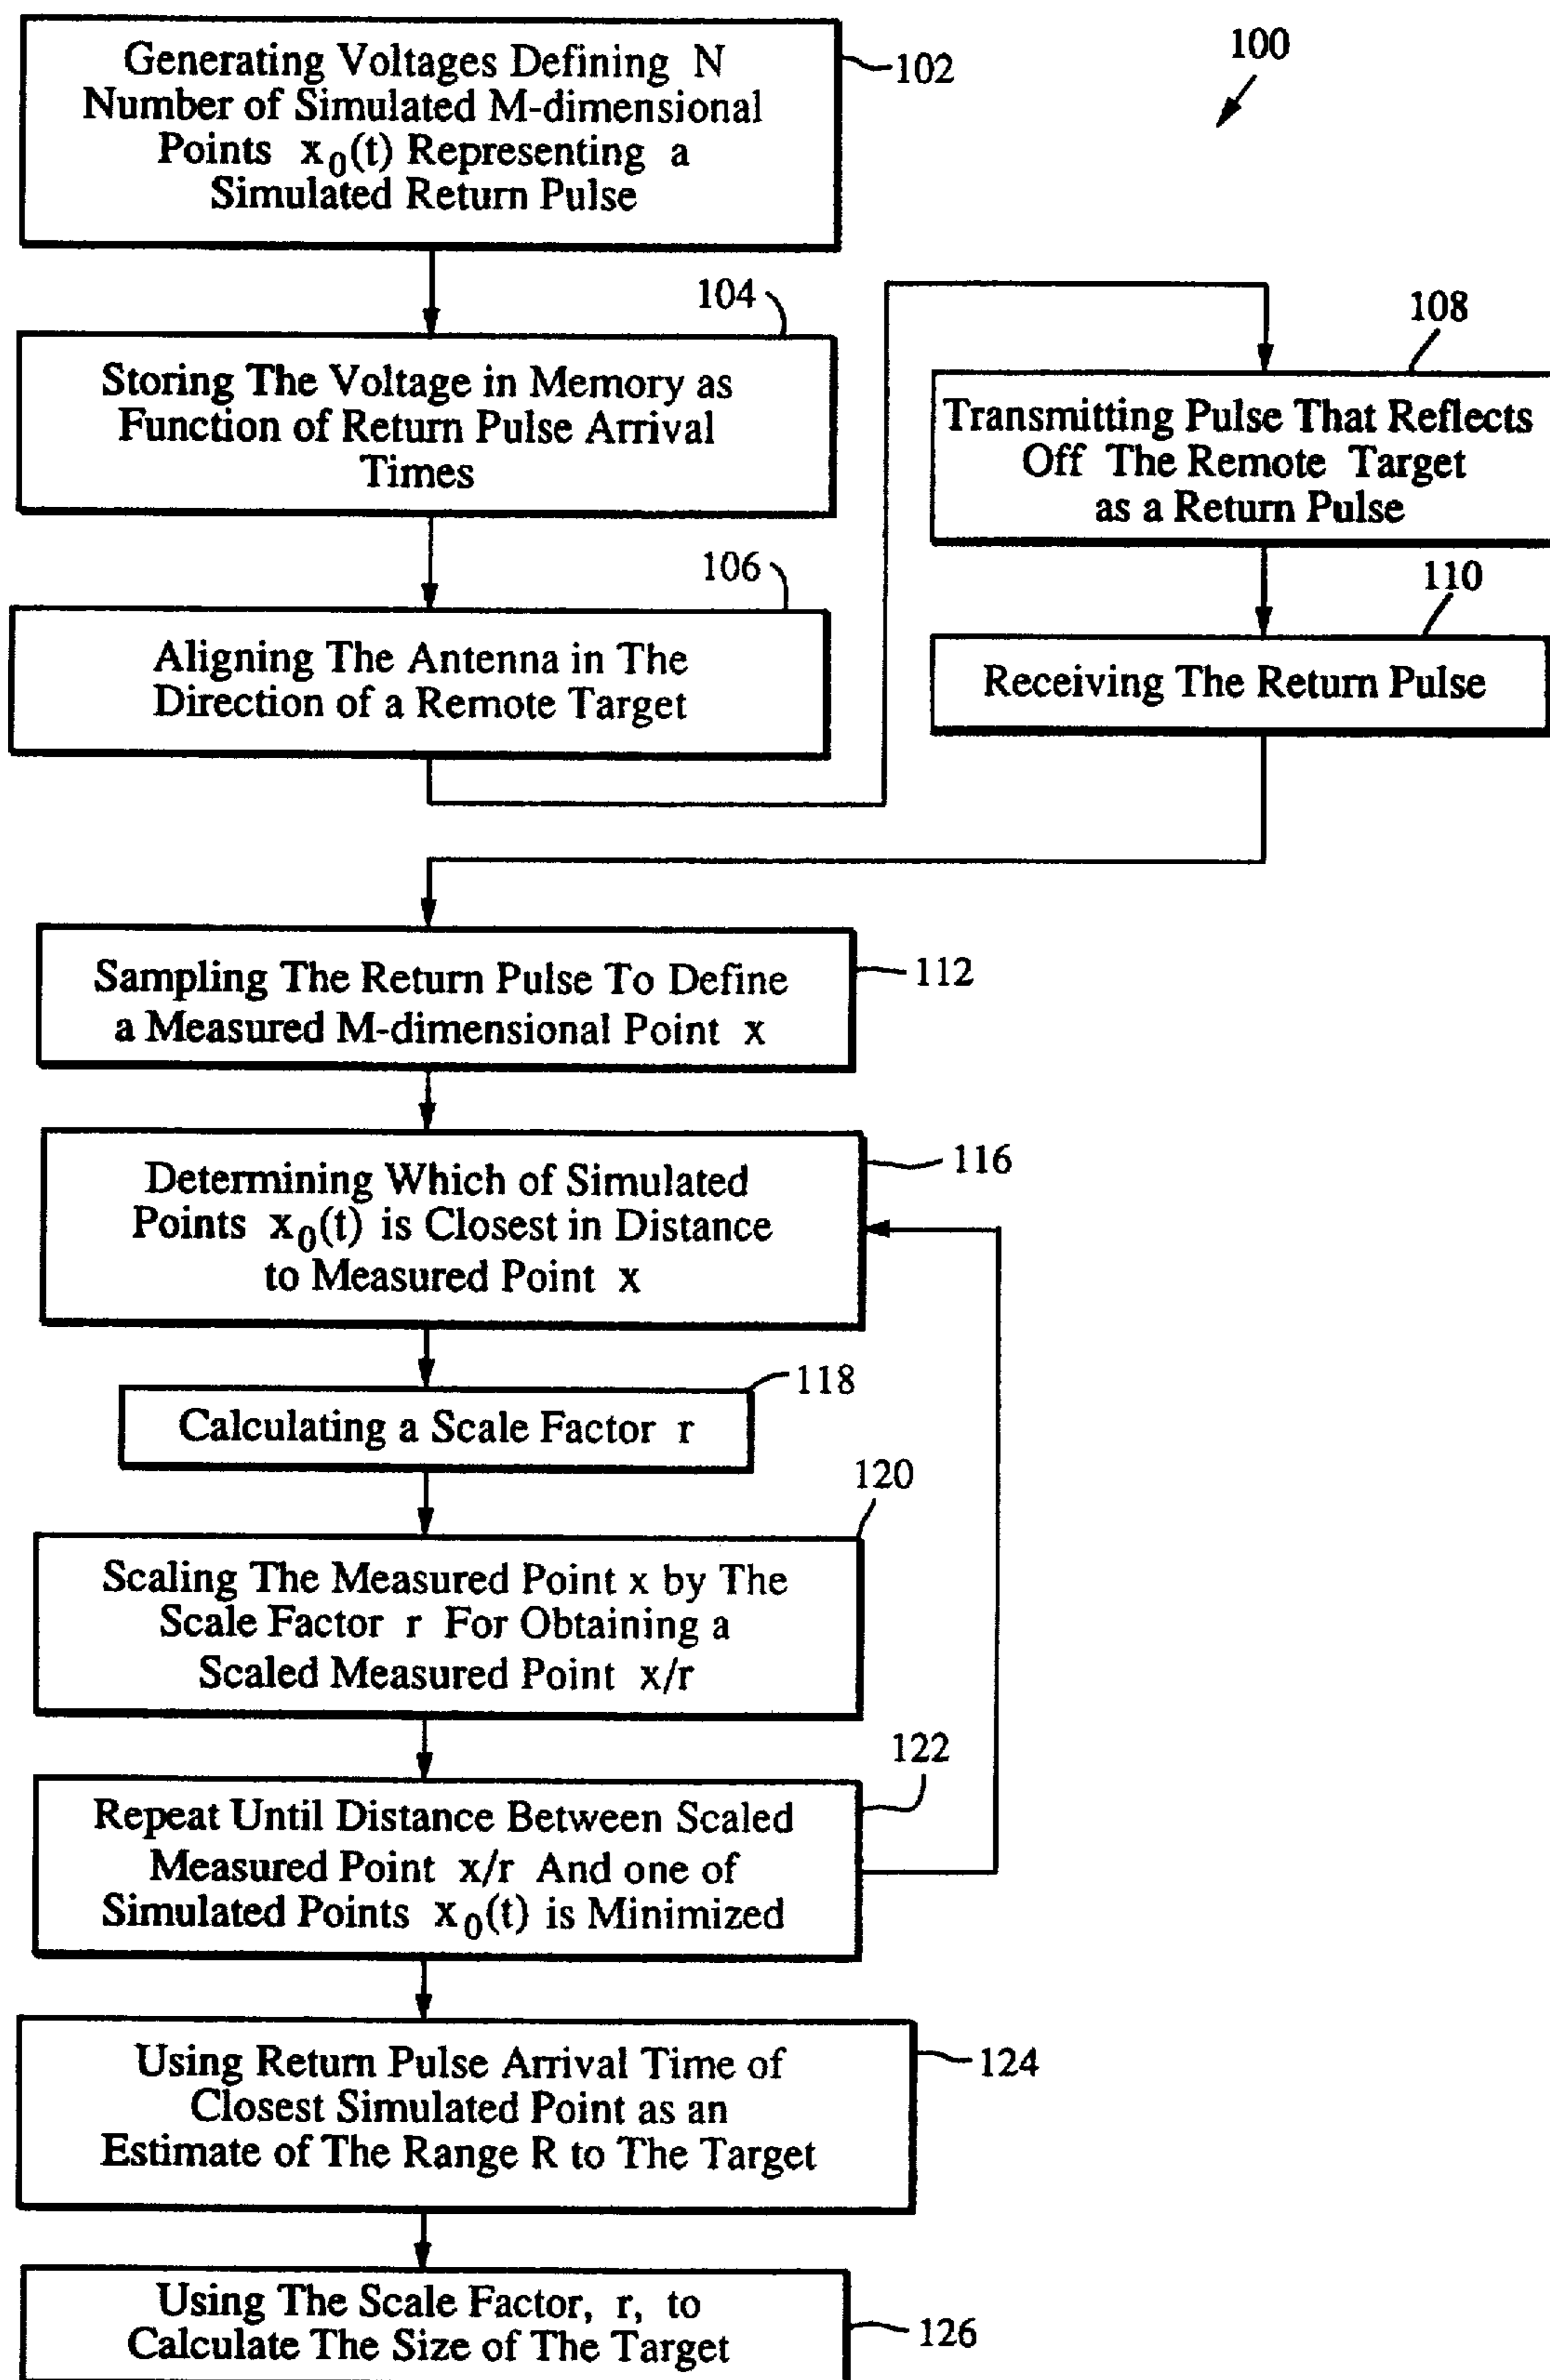 100
Generating Voltages Defining N
Number of Simulated M-dimensional
Points x₀(t) Representing a
Simulated Return Pulse
102
104
Storing The Voltage in Memory as
Function of Return Pulse Arrival
Times
106
Aligning The Antenna in The
Direction of a Remote Target
108
Transmitting Pulse That Reflects
Off The Remote Target
as a Return Pulse
110
Receiving The Return Pulse
Sampling The Return Pulse To Define
a Measured M-dimensional Point x
112
Determining Which of Simulated
Points x₀(t) is Closest in Distance
to Measured Point x
116
118
Calculating a Scale Factor r
120
Scaling The Measured Point x by The
Scale Factor r For Obtaining a
Scaled Measured Point x/r
122
Repeat Until Distance Between Scaled
Measured Point x/r And one of
Simulated Points x₀(t) is Minimized
Using Return Pulse Arrival Time of
Closest Simulated Point as an
Estimate of The Range R to The Target
124
Using The Scale Factor, r, to
Calculate The Size of The Target
126